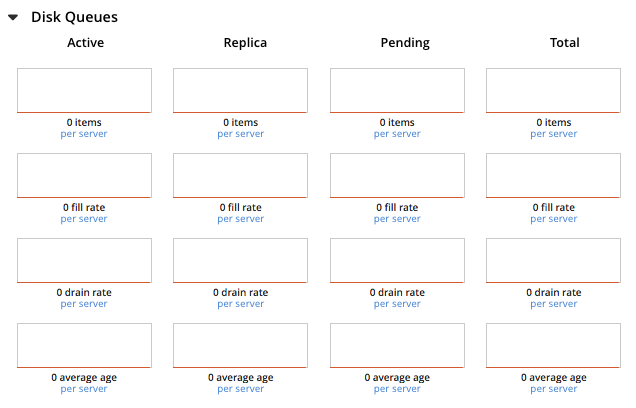 Disk Queues
Active Replica Pending Total
0 items 0 items 0 items 0 items
per server per server per server per server
0 fill rate 0 fill rate 0 fill rate 0 fill rate
per server per server per server per server
0 drain rate 0 drain rate 0 drain rate 0 drain rate
per server per server per server per server
0 average age 0 average age 0 average age 0 average age
per server per server per server per server